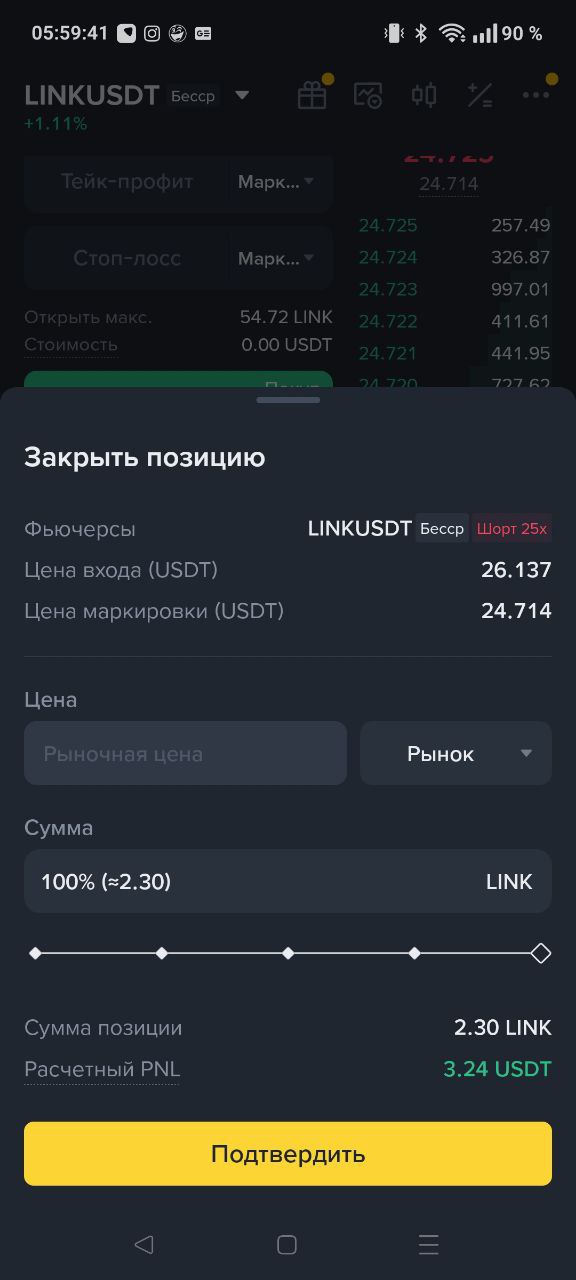 05:59:41 90 %
LINKUSDT Бесср
+1.11%
Тейк-профит Марк...
24.714
Стоп-лосс Марк...
24.725 257.49
24.724 326.87
24.723 997.01
24.722 411.61
24.721 441.95
24.720 727.62
Открыть макс. 54.72 LINK
Стоимость 0.00 USDT
Закрыть позицию
Фьючерсы LINKUSDT Бесср Шорт 25x
Цена входа (USDT) 26.137
Цена маркировки (USDT) 24.714
Цена
Рыночная цена Рынок
Сумма
100% (≈2.30) LINK
Сумма позиции 2.30 LINK
Расчетный PNL 3.24 USDT
Подтвердить